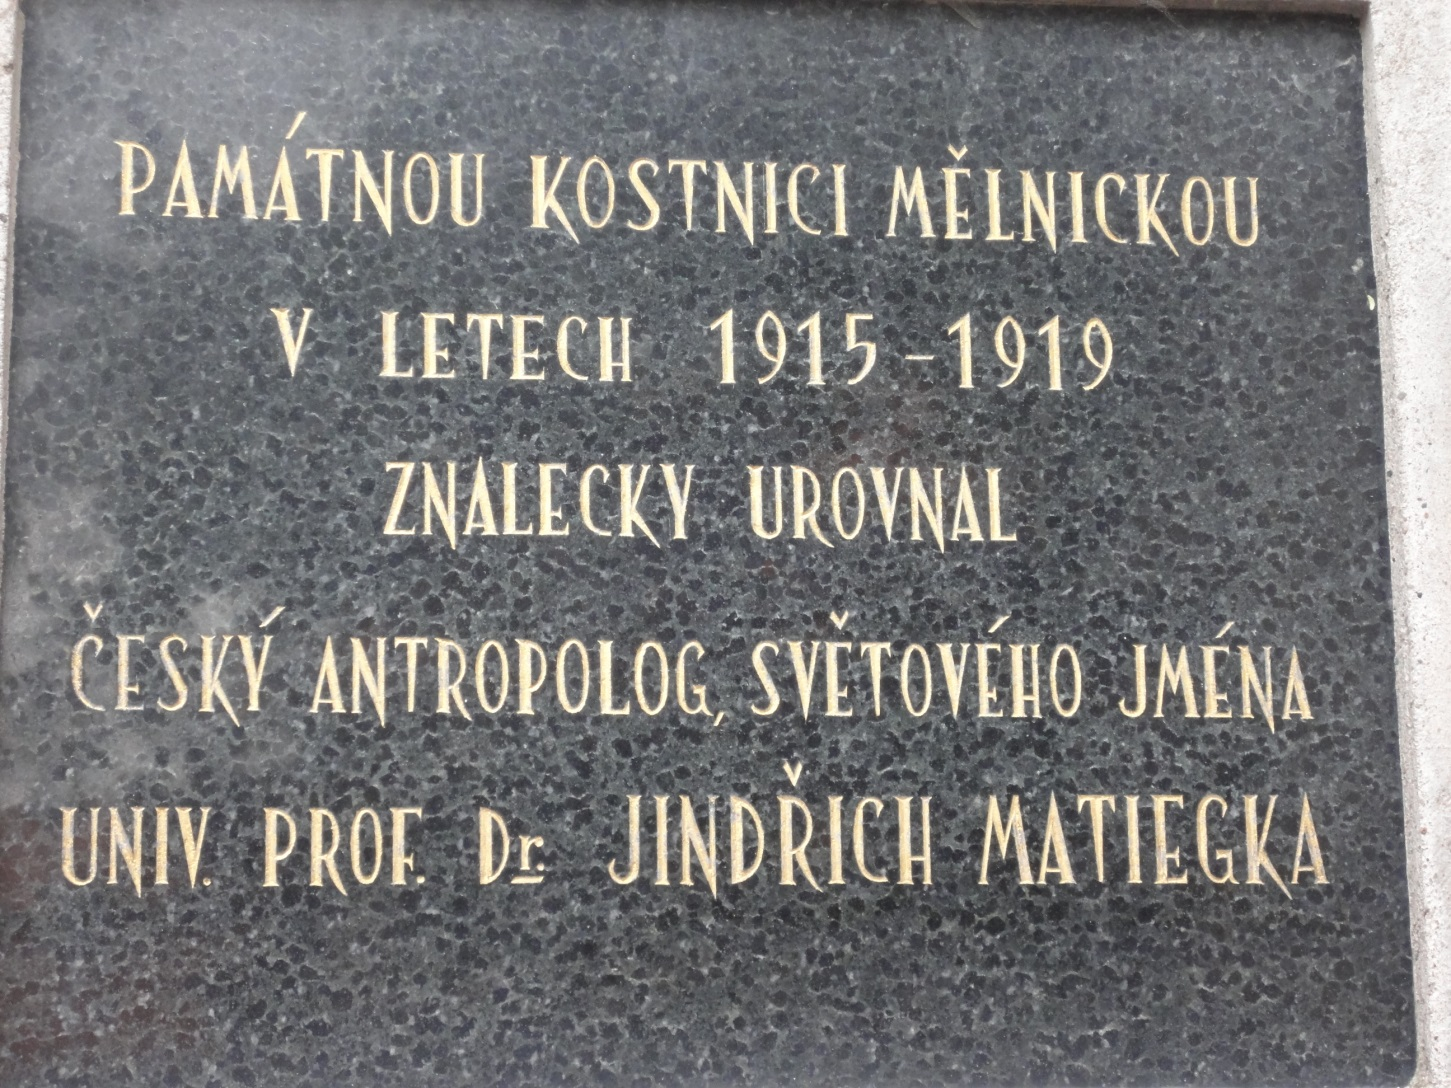 PAMÁTNOU KOSTNICI MĚLNICKOU
V LETECH 1915-1919
ZNALECKY UROVNAL
ČESKÝ ANTROPOLOG, SVĚTOVÉHO JMÉNA
UNIV. PROF. Dr. JINDŘICH MATIEGKA